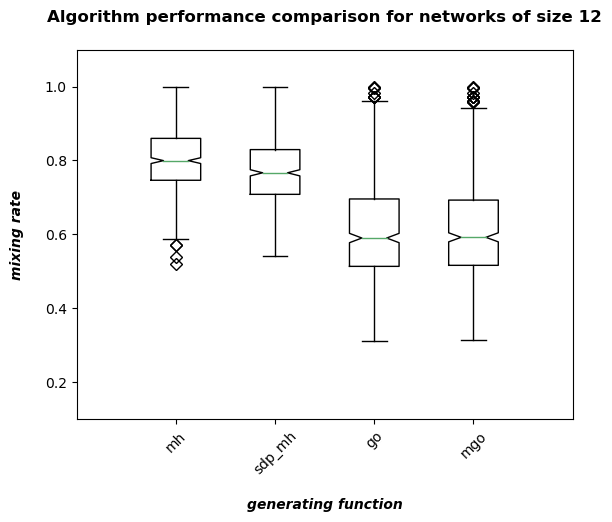 Algorithm performance comparison for networks of size 12
1.0
0.8
0.6
0.4
0.2
mixing rate
mh
sdp_mh
go
mgo
generating function